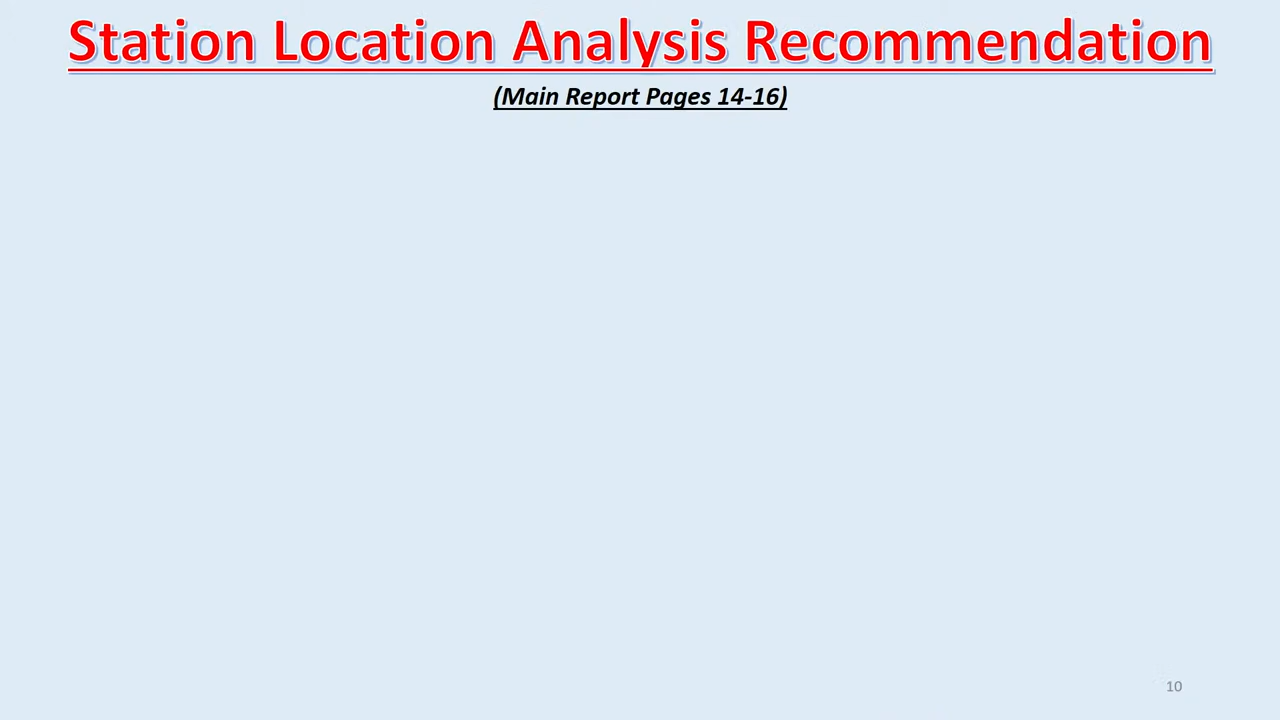 Station Location Analysis Recommendation
(Main Report Pages 14-16)
10